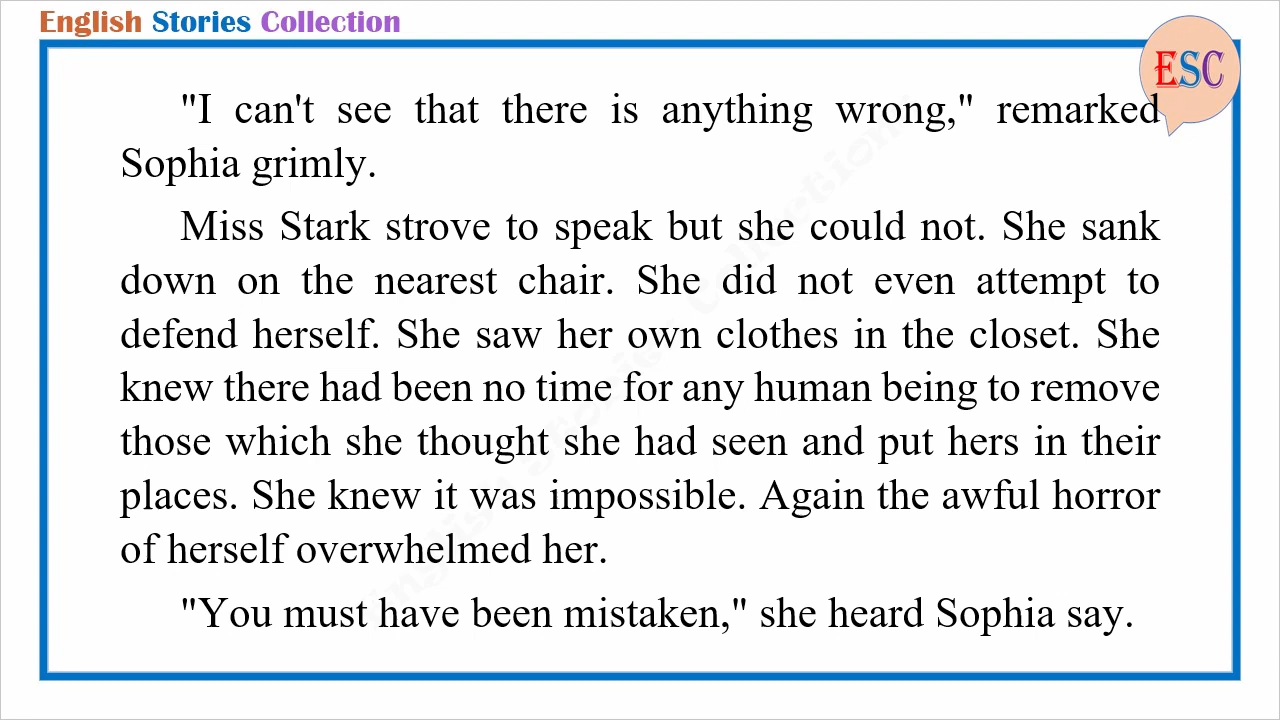 English Stories Collection
ESC
"I can't see that there is anything wrong," remarked
Sophia grimly.
Miss Stark strove to speak but she could not. She sank
down on the nearest chair. She did not even attempt to
defend herself. She saw her own clothes in the closet. She
knew there had been no time for any human being to remove
those which she thought she had seen and put hers in their
places. She knew it was impossible. Again the awful horror
of herself overwhelmed her.
"You must have been mistaken," she heard Sophia say.
English Stories Collection